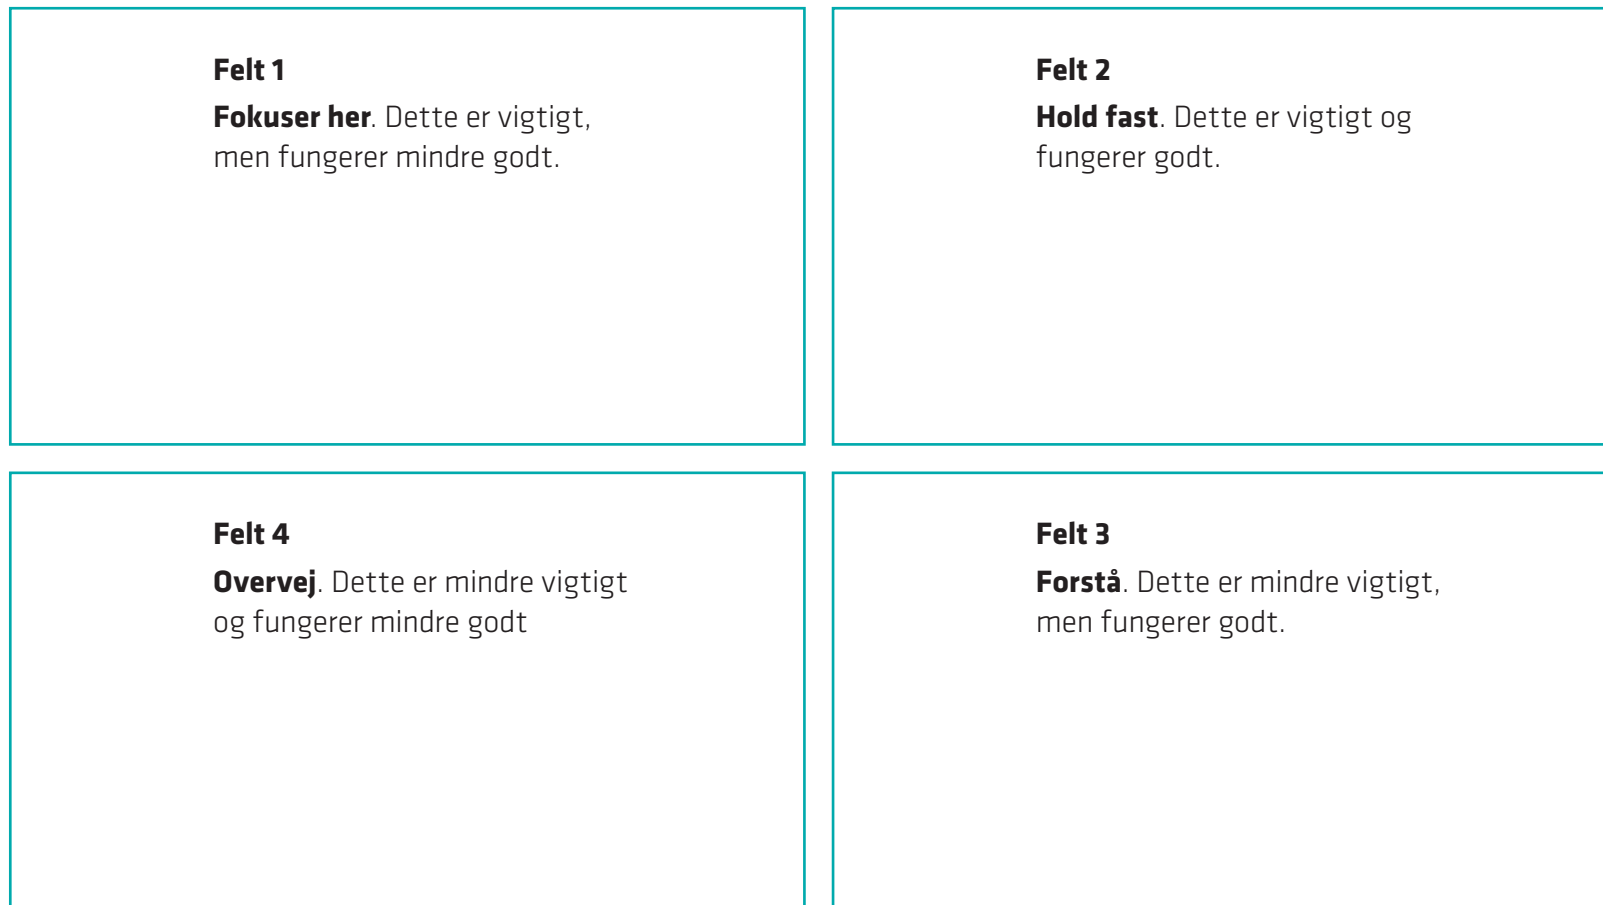 Felt 1
Fokuser her. Dette er vigtigt,
men fungerer mindre godt.
Felt 2
Hold fast. Dette er vigtigt og
fungerer godt.
Felt 4
Overvej. Dette er mindre vigtigt
og fungerer mindre godt
Felt 3
Forstå. Dette er mindre vigtigt,
men fungerer godt.